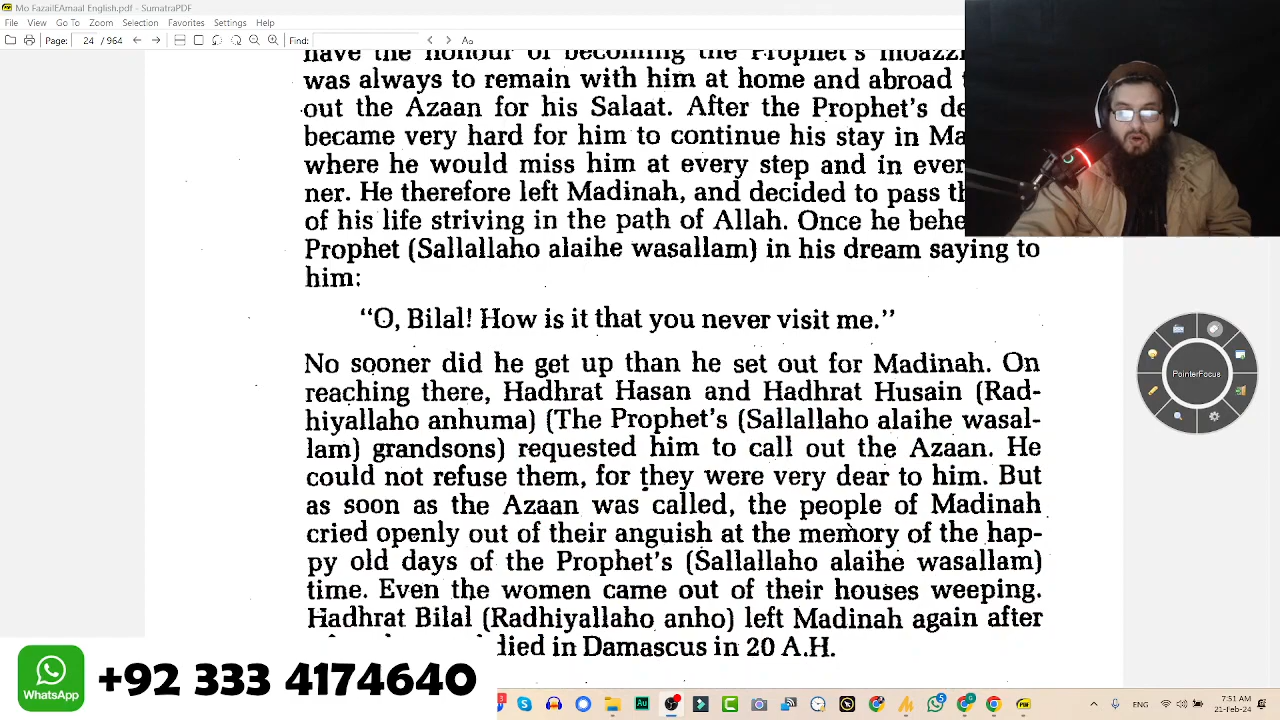 Mo FazailEAmaal English.pdf - SumatraPDF
File View Go To Zoom Selection Favorites Settings Help
Page: 24 / 964 Find:
have the honour of becoming the Prophet's
was always to remain with him at home and abroad
out the Azaan for his Salaat. After the Prophet's
became very hard for him to continue his stay in
where he would miss him at every step and in
ner. He therefore left Madinah, and decided to pass
of his life striving in the path of Allah. Once he
Prophet (Sallallaho alaihe wasallam) in his dream saying to
him:
"O, Bilal! How is it that you never visit me."
No sooner did he get up than he set out for Madinah. On
reaching there, Hadhrat Hasan and Hadhrat Husain (Rad-
hiyallaho anhuma) (The Prophet's (Sallallaho alaihe wasal-
lam) grandsons) requested him to call out the Azaan. He
could not refuse them, for they were very dear to him. But
as soon as the Azaan was called, the people of Madinah
cried openly out of their anguish at the memory of the hap-
py old days of the Prophet's (Sallallaho alaihe wasallam)
time. Even the women came out of their houses weeping.
Hadhrat Bilal (Radhiyallaho anho) left Madinah again after
died in Damascus in 20 A.H.
PointerFocus
WhatsApp
+92 333 4174640
ENG
7:51 AM
21-Feb-24